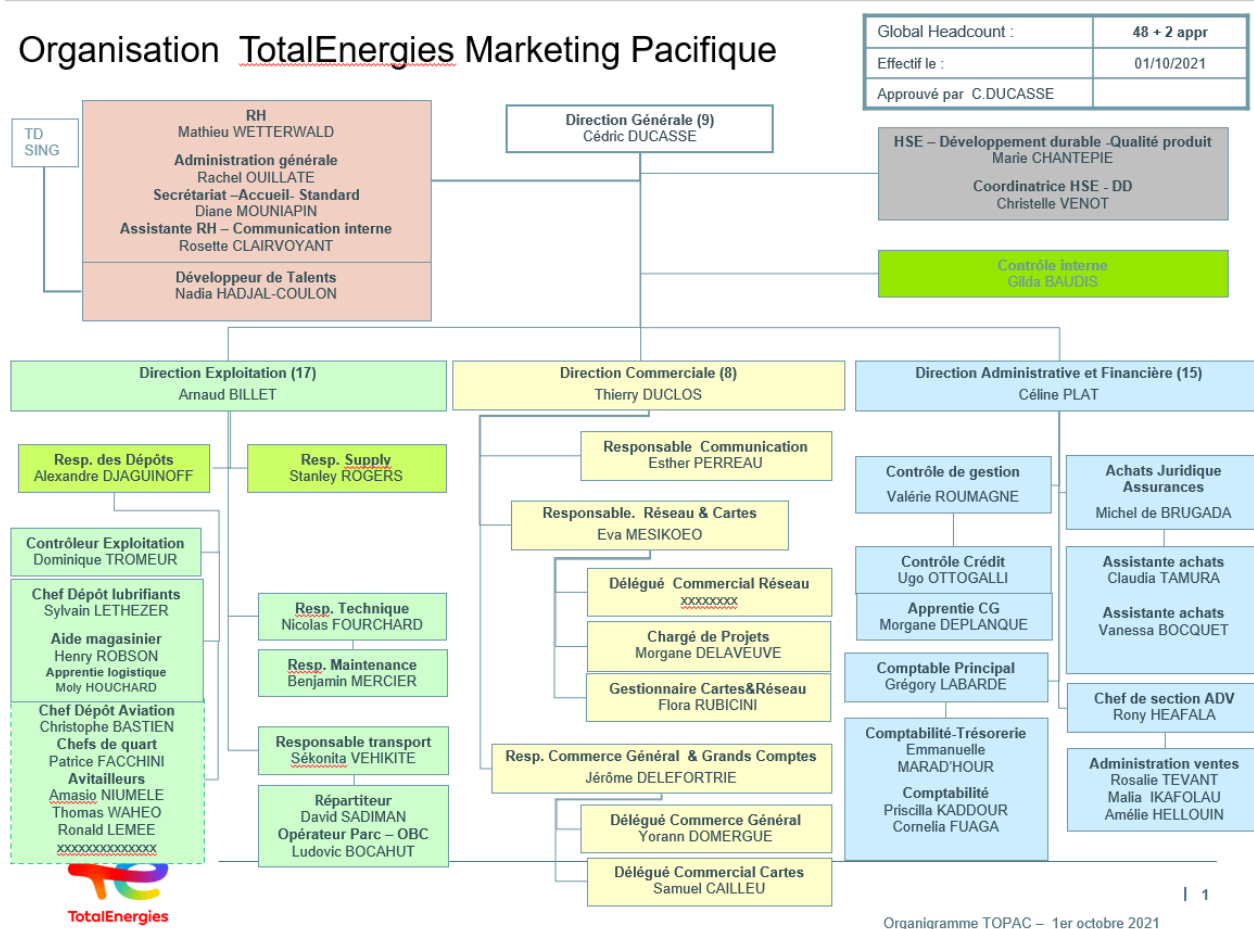 Organisation TotalEnergies Marketing Pacifique
Global Headcount : 48 + 2 appr
Effectif le : 01/10/2021
Approuvé par C.DUCASSE
TD
SING
RH
Mathieu WETTERWALD
Administration générale
Rachel OUILLATE
Secrétariat –Accueil- Standard
Diane MOUNIAPIN
Assistante RH – Communication interne
Rosette CLAIRVOYANT
Développeur de Talents
Nadia HADJAL-COULON
Direction Générale (9)
Cédric DUCASSE
HSE – Développement durable -Qualité produit
Marie CHANTEPIE
Coordinatrice HSE - DD
Christelle VENOT
Contrôle interne
Gilda BAUDIS
Direction Exploitation (17)
Arnaud BILLET
Resp. des Dépôts
Alexandre DJAGUINOFF
Resp. Supply
Stanley ROGERS
Contrôleur Exploitation
Dominique TROMEUR
Chef Dépôt lubrifiants
Sylvain LETHEZER
Aide magasinier
Henry ROBSON
Apprentie logistique
Moly HOUCHARD
Chef Dépôt Aviation
Christophe BASTIEN
Chefs de quart
Patrice FACCHINI
Avitailleurs
Amasio NIUMELE
Thomas WAHEO
Ronald LEMEE
xxxxxxxxxxxxxx
Resp. Technique
Nicolas FOURCHARD
Resp. Maintenance
Benjamin MERCIER
Responsable transport
Sékonita VEHIKITE
Répartiteur
David SADIMAN
Opérateur Parc – OBC
Ludovic BOCAHUT
Direction Commerciale (8)
Thierry DUCLOS
Responsable Communication
Esther PERREAU
Responsable. Réseau & Cartes
Eva MESIKOEO
Délégué Commercial Réseau
xxxxxxxx
Chargé de Projets
Morgane DELAVEUVE
Gestionnaire Cartes&Réseau
Flora RUBICINI
Resp. Commerce Général & Grands Comptes
Jérôme DELEFORTRIE
Délégué Commerce Général
Yorann DOMERGUE
Délégué Commercial Cartes
Samuel CAILLEU
Direction Administrative et Financière (15)
Céline PLAT
Contrôle de gestion
Valérie ROUMAGNE
Contrôle Crédit
Ugo OTTOGALLI
Apprentie CG
Morgane DEPLANQUE
Comptable Principal
Grégory LABARDE
Comptabilité-Trésorerie
Emmanuelle
MARAD'HOUR
Comptabilité
Priscilla KADDOUR
Cornelia FUAGA
Achats Juridique
Assurances
Michel de BRUGADA
Assistante achats
Claudia TAMURA
Assistante achats
Vanessa BOCQUET
Chef de section ADV
Rony HEAFALA
Administration ventes
Rosalie TEVANT
Malia IKAFOLAU
Amélie HELLOUIN
TotalEnergies
| 1
Organigramme TOPAC – 1er octobre 2021